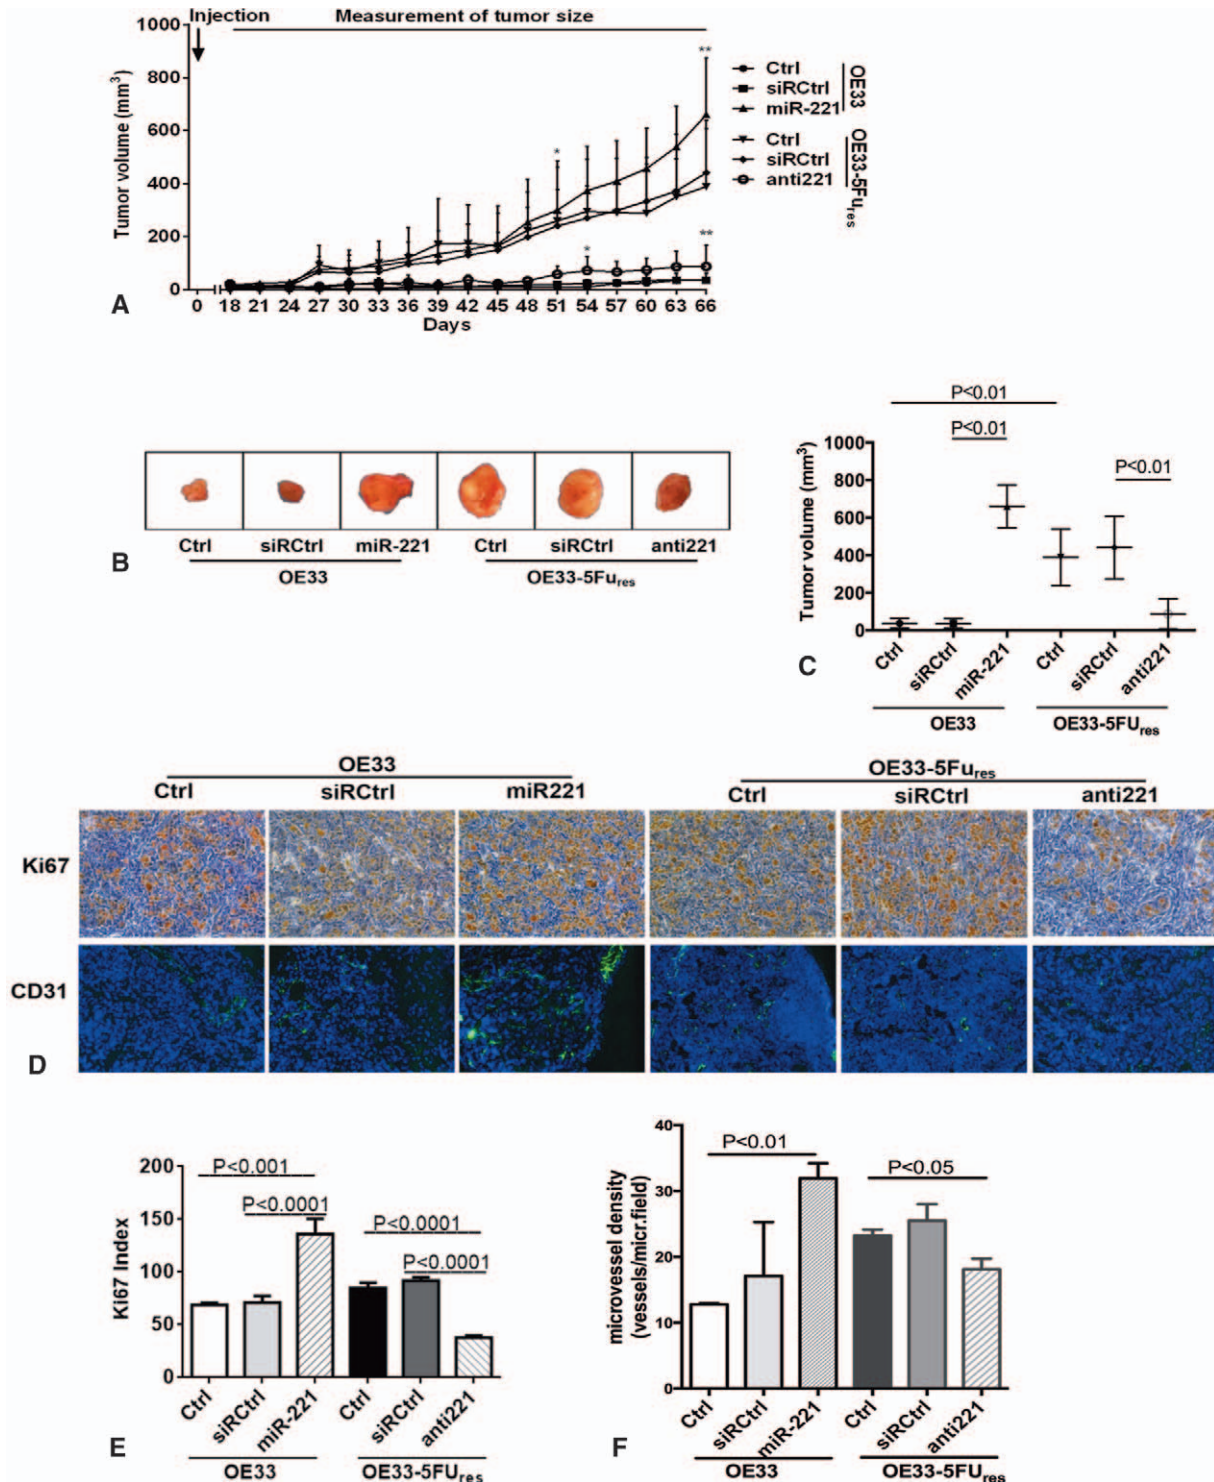 Injection
Measurement of tumor size
Tumor volume (mm³)
1000
800
600
400
200
0
**
*
*
**
Ctrl
siRCtrl
miR-221
OE33
Ctrl
siRCtrl
anti221
OE33-5Fures
0 18 21 24 27 30 33 36 39 42 45 48 51 54 57 60 63 66
Days
A
Ctrl siRCtrl miR-221 Ctrl siRCtrl anti221
OE33 OE33-5Fures
B
P<0.01
P<0.01
P<0.01
Tumor volume (mm³)
1000
800
600
400
200
0
Ctrl siRCtrl miR-221 Ctrl siRCtrl anti221
OE33 OE33-5FUres
C
OE33 OE33-5Fures
Ctrl siRCtrl miR221 Ctrl siRCtrl anti221
Ki67
CD31
D
Ki67 Index
200
150
100
50
0
P<0.001
P<0.0001
P<0.0001
P<0.0001
Ctrl siRCtrl miR-221 Ctrl siRCtrl anti221
OE33 OE33-5FUres
E
microvessel density
(vessels/micr.field)
40
30
20
10
0
P<0.01
P<0.05
Ctrl siRCtrl miR-221 Ctrl siRCtrl anti221
OE33 OE33-5FUres
F